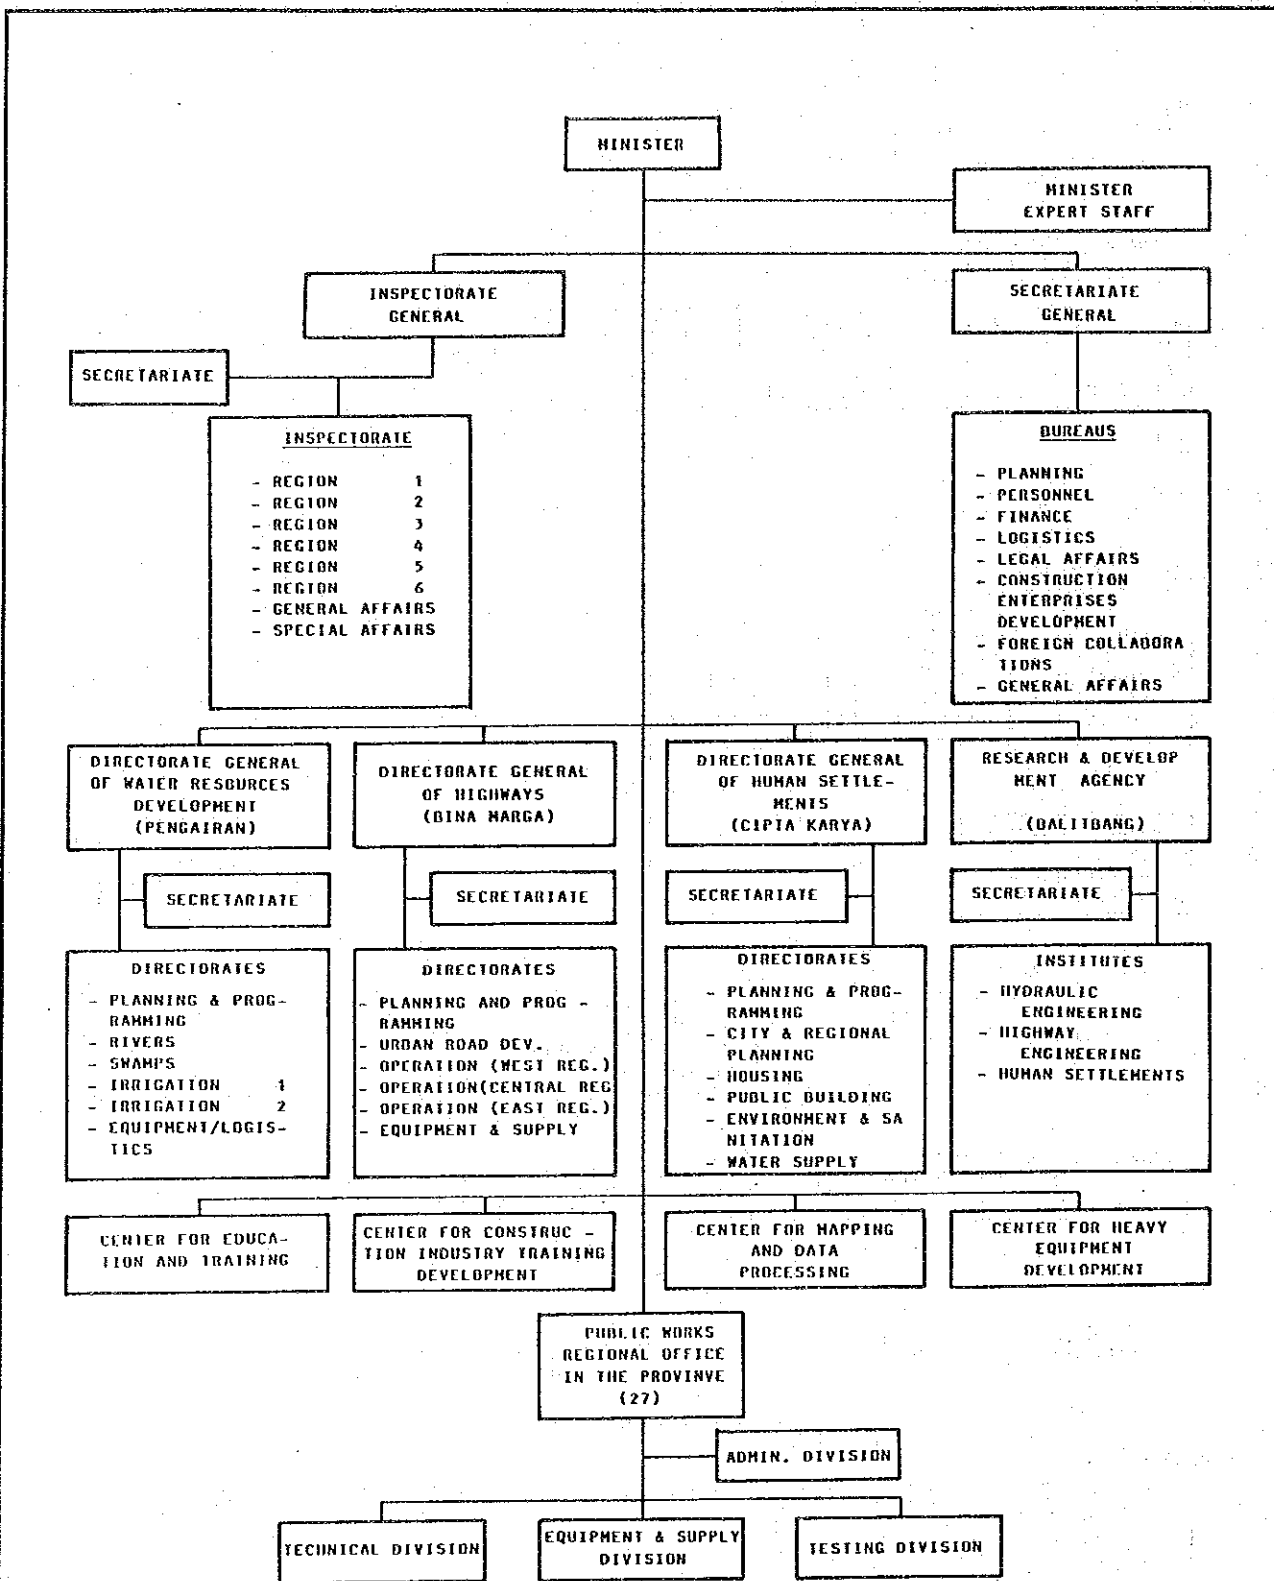 MINISTER
MINISTER
EXPERT STAFF
INSPECTORATE
GENERAL
SECRETARIATE
GENERAL
SECRETARIATE
INSPECTORATE
- REGION 1
- REGION 2
- REGION 3
- REGION 4
- REGION 5
- REGION 6
- GENERAL AFFAIRS
- SPECIAL AFFAIRS
BUREAUS
- PLANNING
- PERSONNEL
- FINANCE
- LOGISTICS
- LEGAL AFFAIRS
- CONSTRUCTION
ENTERPRISES
DEVELOPMENT
- FOREIGN COLLABORA
TIONS
- GENERAL AFFAIRS
DIRECTORATE GENERAL
OF WATER RESOURCES
DEVELOPMENT
(PENGAIRAN)
DIRECTORATE GENERAL
OF HIGHWAYS
(BINA MARGA)
DIRECTORATE GENERAL
OF HUMAN SETTLE-
MENTS
(CIPTA KARYA)
RESEARCH & DEVELOP
MENT AGENCY
(BALITBANG)
SECRETARIATE
SECRETARIATE
SECRETARIATE
SECRETARIATE
DIRECTORATES
- PLANNING & PROG-
RAMMING
- RIVERS
- SWAMPS
- IRRIGATION 1
- IRRIGATION 2
- EQUIPMENT/LOGIS-
TICS
DIRECTORATES
- PLANNING AND PROG -
RAMMING
- URBAN ROAD DEV.
- OPERATION (WEST REG.)
- OPERATION(CENTRAL REG
- OPERATION (EAST REG.)
- EQUIPMENT & SUPPLY
DIRECTORATES
- PLANNING & PROG-
RAMMING
- CITY & REGIONAL
PLANNING
- HOUSING
- PUBLIC BUILDING
- ENVIRONMENT & SA
NITATION
- WATER SUPPLY
INSTITUTES
- HYDRAULIC
ENGINEERING
- HIGHWAY
ENGINEERING
- HUMAN SETTLEMENTS
CENTER FOR EDUCA-
TION AND TRAINING
CENTER FOR CONSTRUC -
TION INDUSTRY TRAINING
DEVELOPMENT
CENTER FOR MAPPING
AND DATA
PROCESSING
CENTER FOR HEAVY
EQUIPMENT
DEVELOPMENT
PUBLIC WORKS
REGIONAL OFFICE
IN THE PROVINVE
(27)
ADMIN. DIVISION
TECHNICAL DIVISION
EQUIPMENT & SUPPLY
DIVISION
TESTING DIVISION